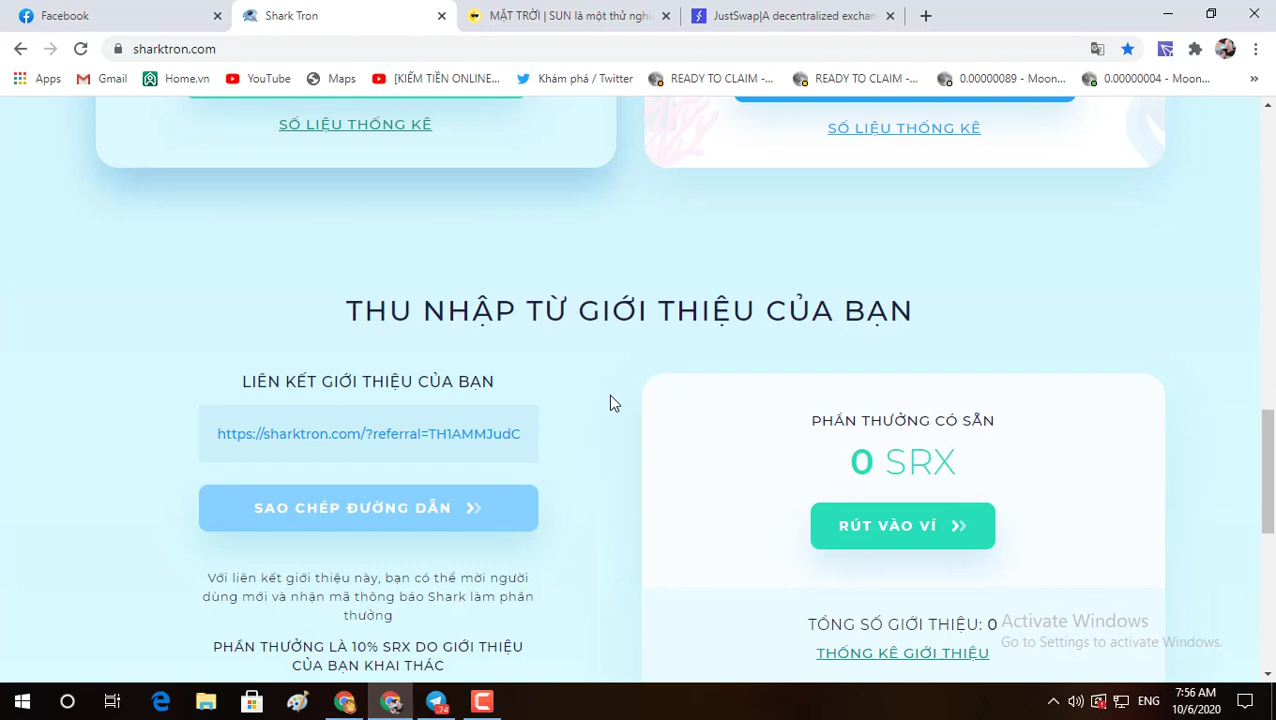 Facebook
Shark Tron
MẶT TRỜI | SUN là một thử nghi
JustSwap|A decentralized exchan
sharktron.com
Apps
Gmail
Home.vn
YouTube
Maps
[KIẾM TIỀN ONLINE...
Khám phá / Twitter
READY TO CLAIM -...
READY TO CLAIM -...
0.00000089 - Moon...
0.00000004 - Moon...
SỐ LIỆU THỐNG KÊ
SỐ LIỆU THỐNG KÊ
THU NHẬP TỪ GIỚI THIỆU CỦA BẠN
LIÊN KẾT GIỚI THIỆU CỦA BẠN
https://sharktron.com/?referral=TH1AMMJudC
SAO CHÉP ĐƯỜNG DẪN
Với liên kết giới thiệu này, bạn có thể mời người
dùng mới và nhận mã thông báo Shark làm phần
thưởng
PHẦN THƯỞNG LÀ 10% SRX DO GIỚI THIỆU
CỦA BẠN KHAI THÁC
PHẦN THƯỞNG CÓ SẴN
0 SRX
RÚT VÀO VÍ
TỔNG SỐ GIỚI THIỆU: 0
THỐNG KÊ GIỚI THIỆU
Activate Windows
Go to Settings to activate Windows.
74
ENG
7:56 AM
10/6/2020